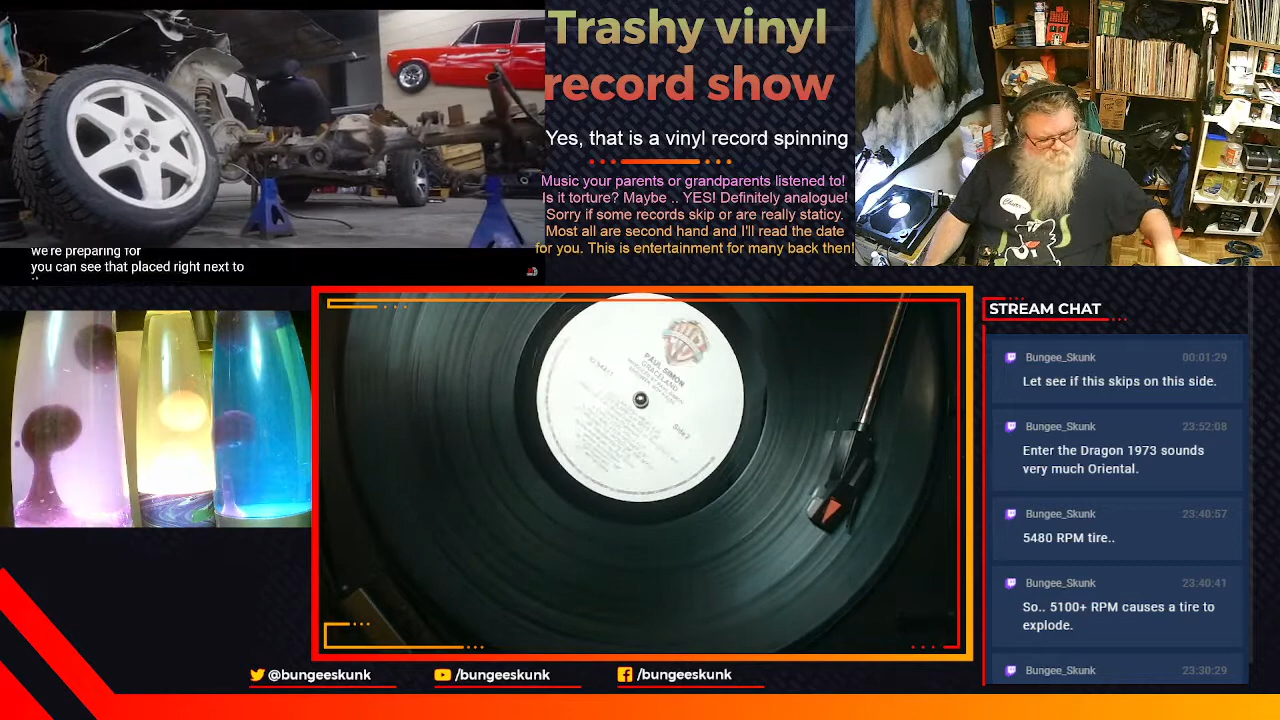 Trashy vinyl
record show
Yes, that is a vinyl record spinning
Music your parents or grandparents listened to!
Is it torture? Maybe .. YES! Definitely analogue!
Sorry if some records skip or are really staticy.
Most all are second hand and I'll read the date
for you. This is entertainment for many back then!
we're preparing for
you can see that placed right next to
Cheers...
PAUL SIMON
GRACELAND
Side 2
STREAM CHAT
Bungee_Skunk 00:01:29
Let see if this skips on this side.
Bungee_Skunk 23:52:08
Enter the Dragon 1973 sounds
very much Oriental.
Bungee_Skunk 23:40:57
5480 RPM tire..
Bungee_Skunk 23:40:41
So.. 5100+ RPM causes a tire to
explode.
Bungee_Skunk 23:30:29
@bungeeskunk
/bungeeskunk
/bungeeskunk